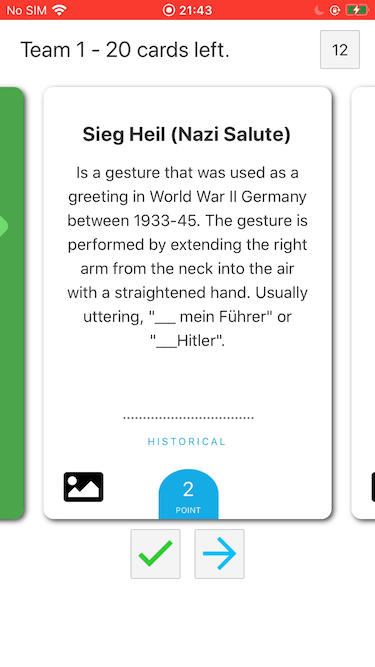 No SIM 21:43
Team 1 - 20 cards left.
12
Sieg Heil (Nazi Salute)
Is a gesture that was used as a
greeting in World War II Germany
between 1933-45. The gesture is
performed by extending the right
arm from the neck into the air
with a straightened hand. Usually
uttering, "___ mein Führer" or
"___Hitler".
HISTORICAL
2
POINT